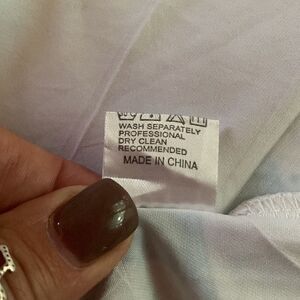 WASH SEPARATELY
PROFESSIONAL
DRY CLEAN
RECOMMENDED
MADE IN CHINA